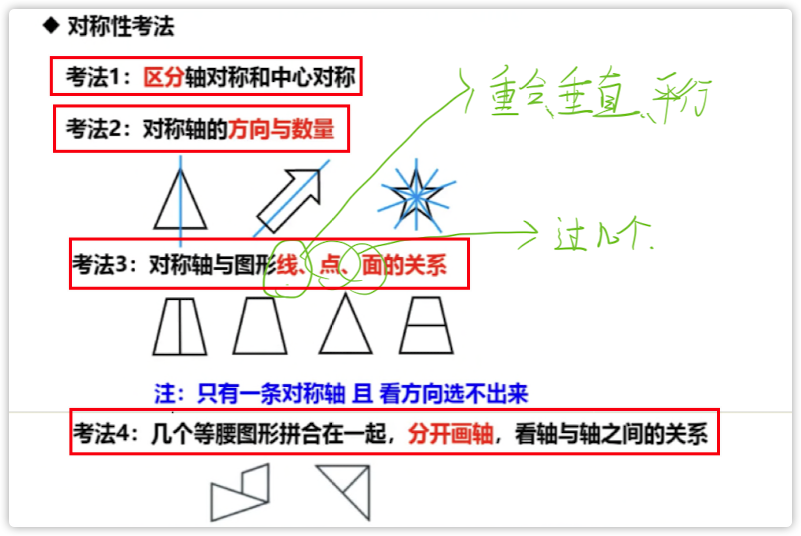 ◆ 对称性考法
考法1：区分轴对称和中心对称
考法2：对称轴的方向与数量
重合、垂直、平行
过几个.
考法3：对称轴与图形线、点、面的关系
注：只有一条对称轴 且 看方向选不出来
考法4：几个等腰图形拼合在一起，分开画轴，看轴与轴之间的关系